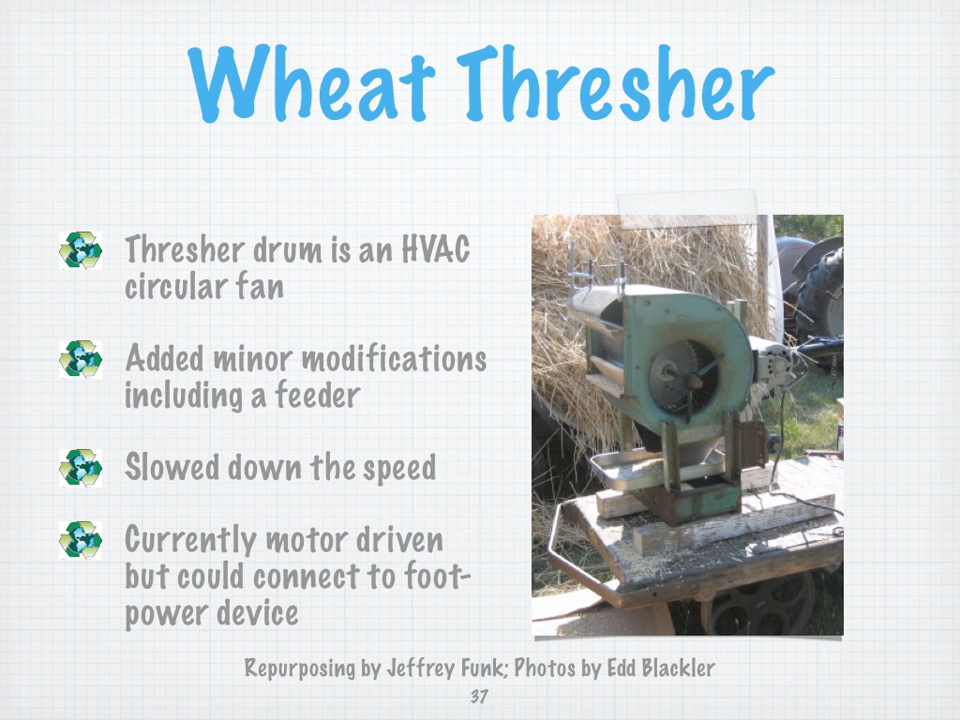 Wheat Thresher
Thresher drum is an HVAC
circular fan
Added minor modifications
including a feeder
Slowed down the speed
Currently motor driven
but could connect to foot-
power device
Repurposing by Jeffrey Funk; Photos by Edd Blackler
37